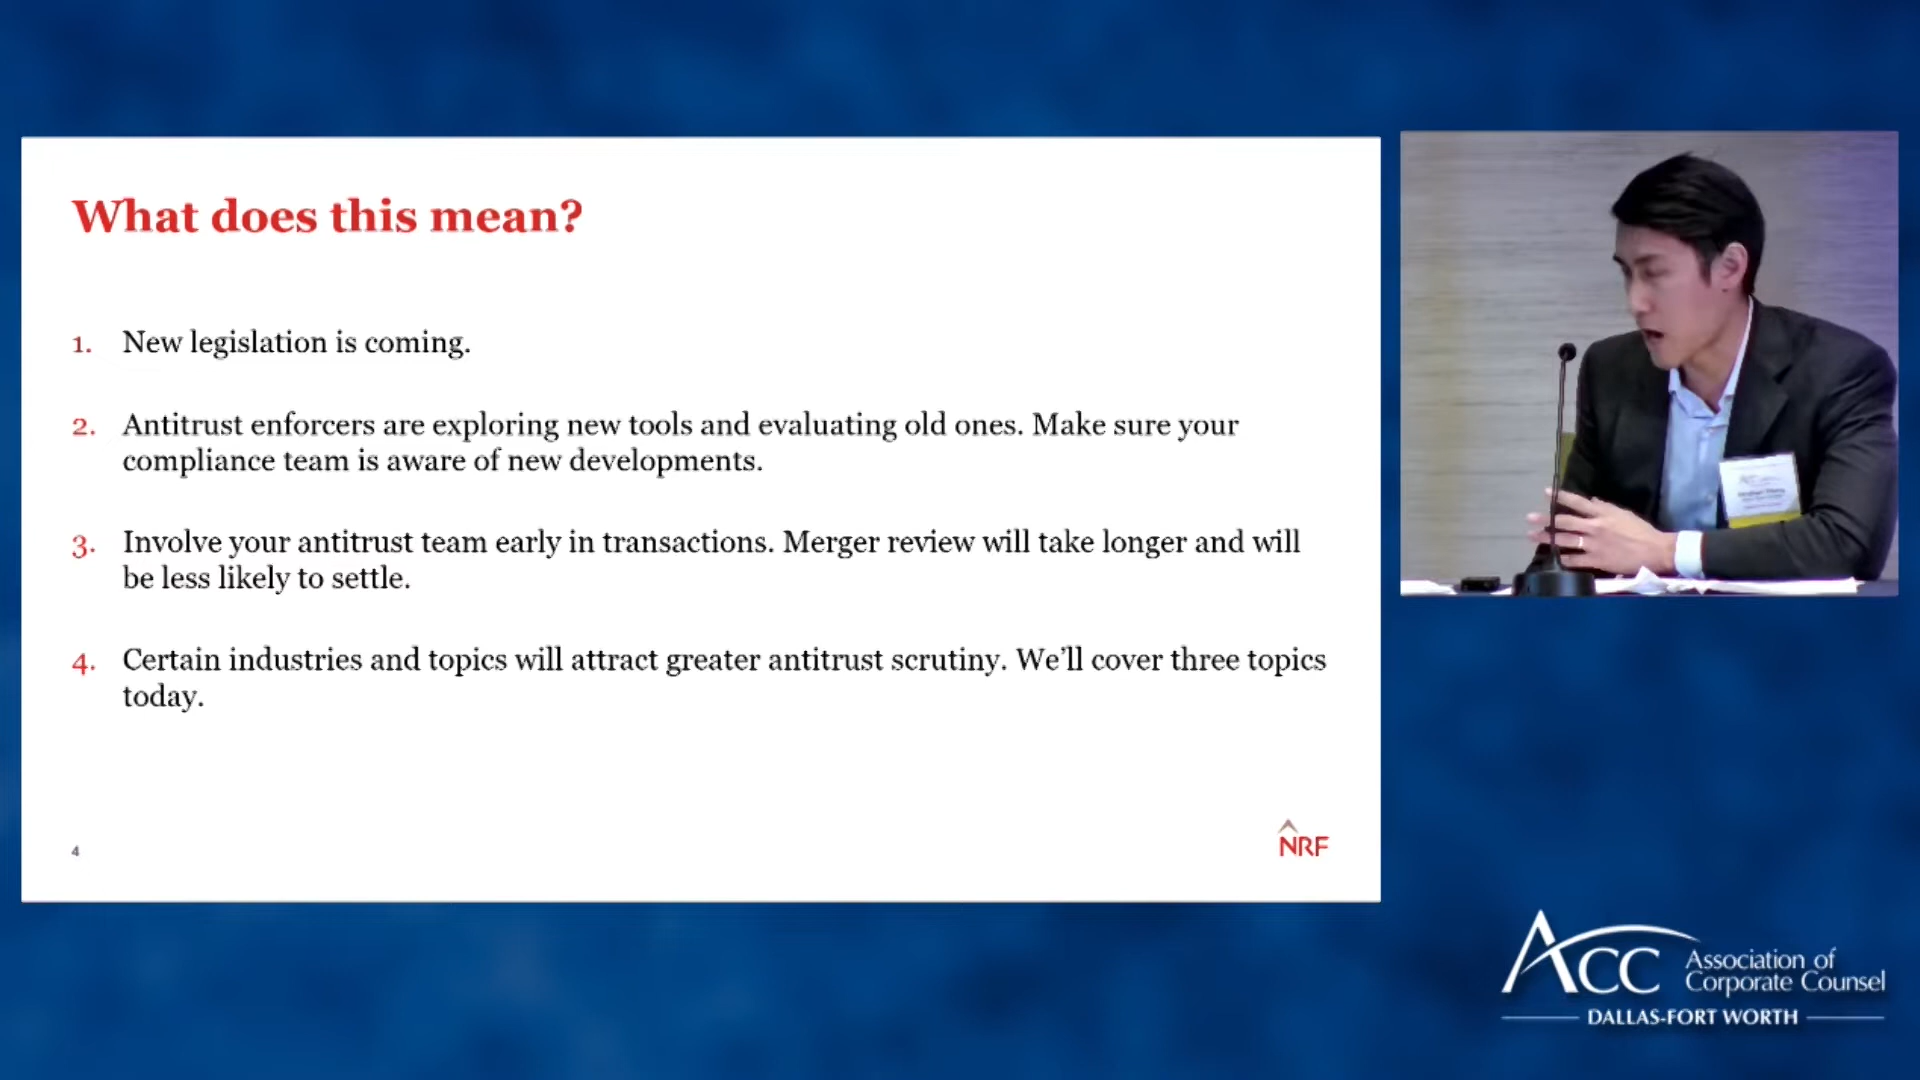 What does this mean?
1. New legislation is coming.
2. Antitrust enforcers are exploring new tools and evaluating old ones. Make sure your
compliance team is aware of new developments.
3. Involve your antitrust team early in transactions. Merger review will take longer and will
be less likely to settle.
4. Certain industries and topics will attract greater antitrust scrutiny. We’ll cover three topics
today.
4
NRF
ACC
Association of
Corporate Counsel
DALLAS-FORT WORTH